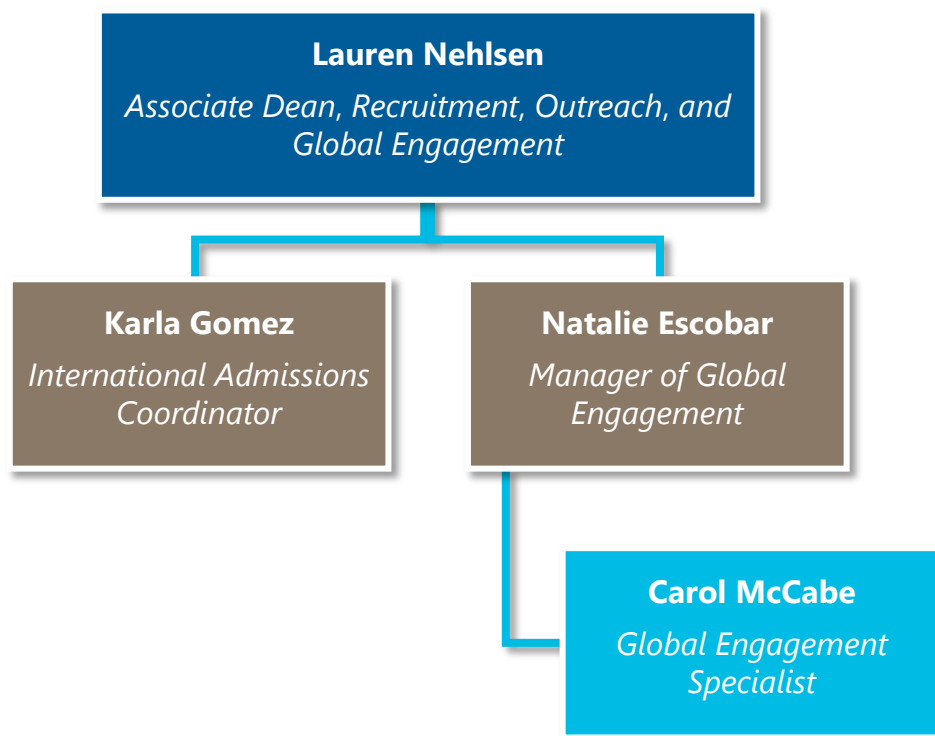 Lauren Nehlsen
Associate Dean, Recruitment, Outreach, and
Global Engagement
Karla Gomez
International Admissions
Coordinator
Natalie Escobar
Manager of Global
Engagement
Carol McCabe
Global Engagement
Specialist